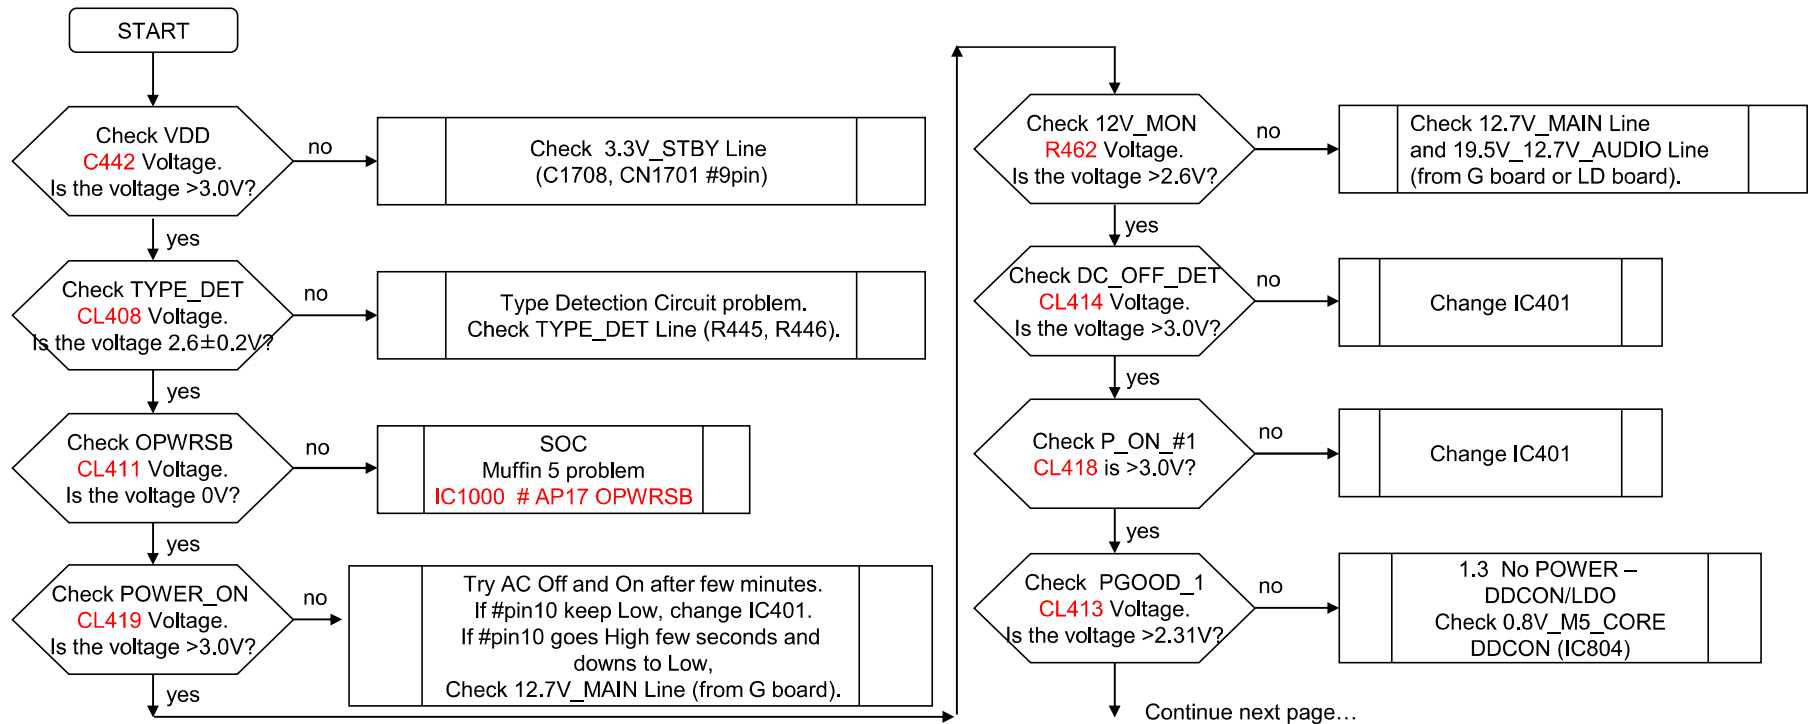 START
Check VDD
C442 Voltage.
Is the voltage >3.0V?
no
Check 3.3V_STBY Line
(C1708, CN1701 #9pin)
yes
Check TYPE_DET
CL408 Voltage.
Is the voltage 2.6±0.2V?
no
Type Detection Circuit problem.
Check TYPE_DET Line (R445, R446).
yes
Check OPWRSB
CL411 Voltage.
Is the voltage 0V?
no
SOC
Muffin 5 problem
IC1000 # AP17 OPWRSB
yes
Check POWER_ON
CL419 Voltage.
Is the voltage >3.0V?
no
Try AC Off and On after few minutes.
If #pin10 keep Low, change IC401.
If #pin10 goes High few seconds and
downs to Low,
Check 12.7V_MAIN Line (from G board).
yes
Check 12V_MON
R462 Voltage.
Is the voltage >2.6V?
no
Check 12.7V_MAIN Line
and 19.5V_12.7V_AUDIO Line
(from G board or LD board).
yes
Check DC_OFF_DET
CL414 Voltage.
Is the voltage >3.0V?
no
Change IC401
yes
Check P_ON_#1
CL418 is >3.0V?
no
Change IC401
yes
Check PGOOD_1
CL413 Voltage.
Is the voltage >2.31V?
no
1.3 No POWER –
DDCON/LDO
Check 0.8V_M5_CORE
DDCON (IC804)
Continue next page…